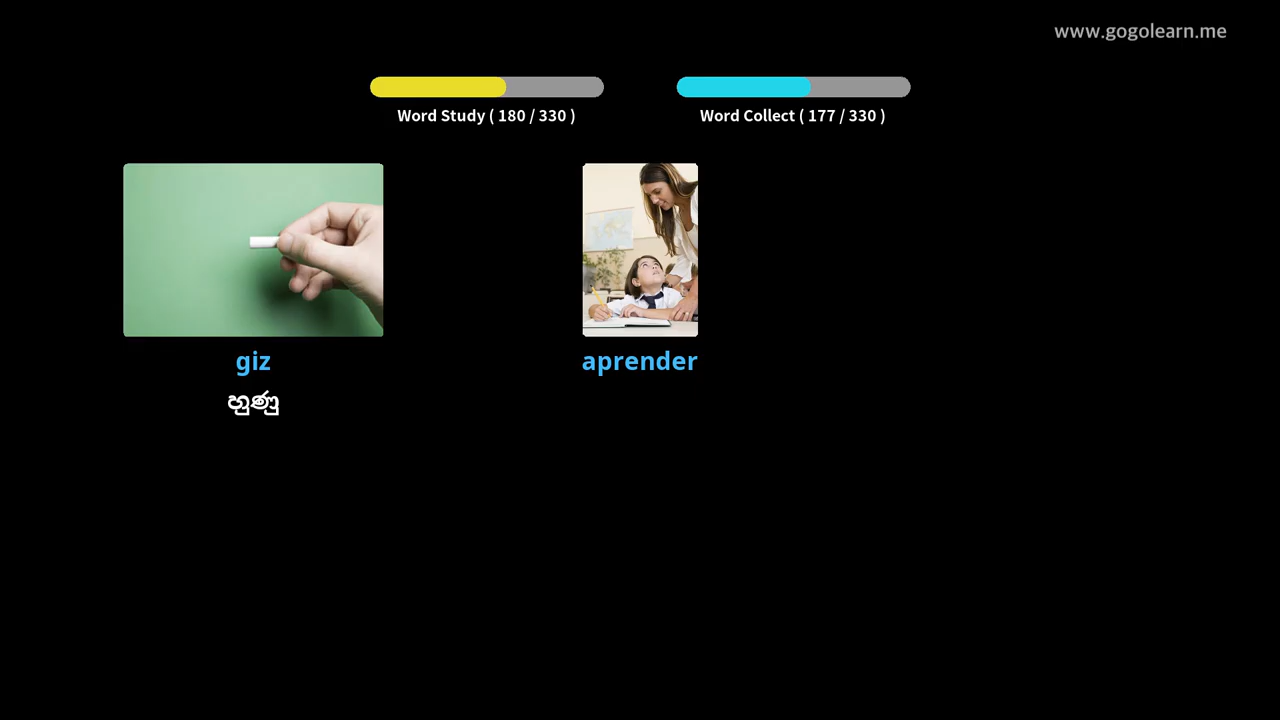 www.gogolearn.me
Word Study ( 180 / 330 )
Word Collect ( 177 / 330 )
giz
aprender
හුණු